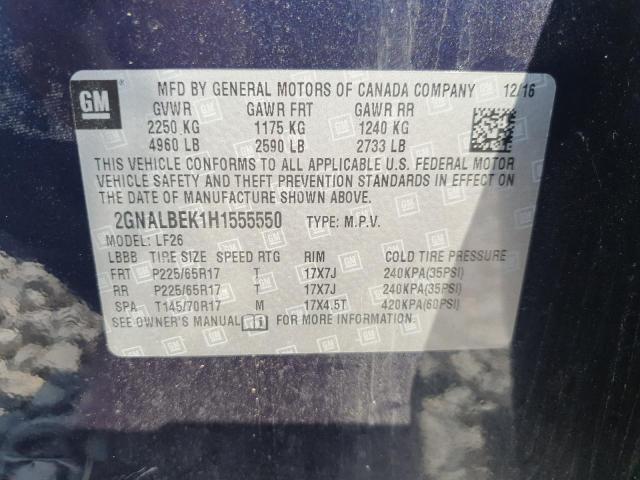 GM MFD BY GENERAL MOTORS OF CANADA COMPANY 12/16
GVWR GAWR FRT GAWR RR
2250 KG 1175 KG 1240 KG
4960 LB 2590 LB 2733 LB
THIS VEHICLE CONFORMS TO ALL APPLICABLE U.S. FEDERAL MOTOR
VEHICLE SAFETY AND THEFT PREVENTION STANDARDS IN EFFECT ON
THE DATE OF MANUFACTURE SHOWN ABOVE.
2GNALBEK1H1555550 TYPE: M.P.V.
MODEL: LF26
LBBB TIRE SIZE SPEED RTG RIM COLD TIRE PRESSURE
FRT P225/65R17 T 17X7J 240KPA(35PSI)
RR P225/65R17 T 17X7J 240KPA(35PSI)
SPA T145/70R17 M 17X4.5T 420KPA(60PSI)
SEE OWNER'S MANUAL FOR MORE INFORMATION.